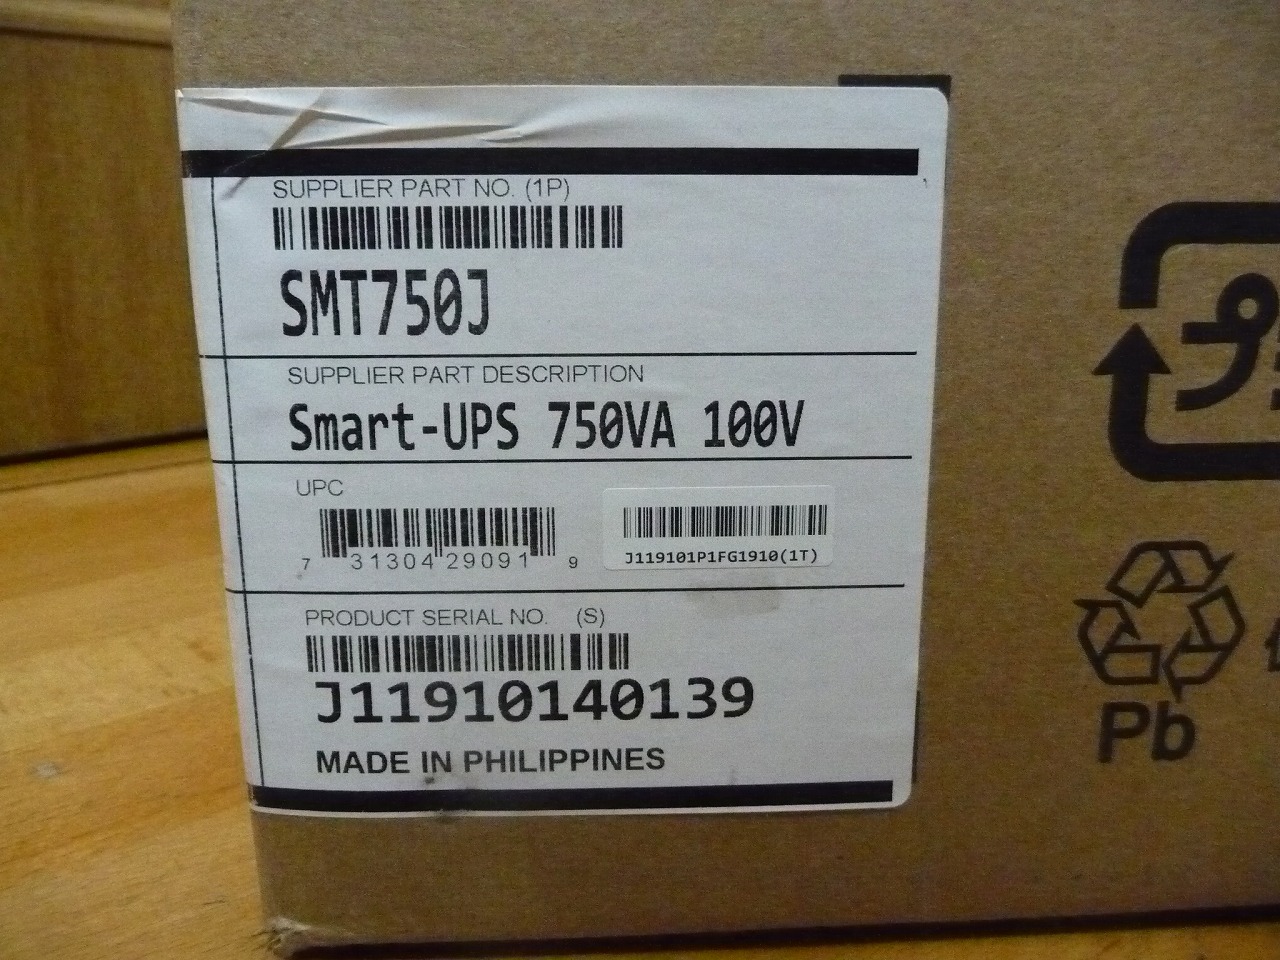 SUPPLIER PART NO. (1P)
SMT750J
SUPPLIER PART DESCRIPTION
Smart-UPS 750VA 100V
UPC
7 31304 29091 9
J119101P1FG1910(1T)
PRODUCT SERIAL NO. (S)
J11910140139
MADE IN PHILIPPINES
Pb